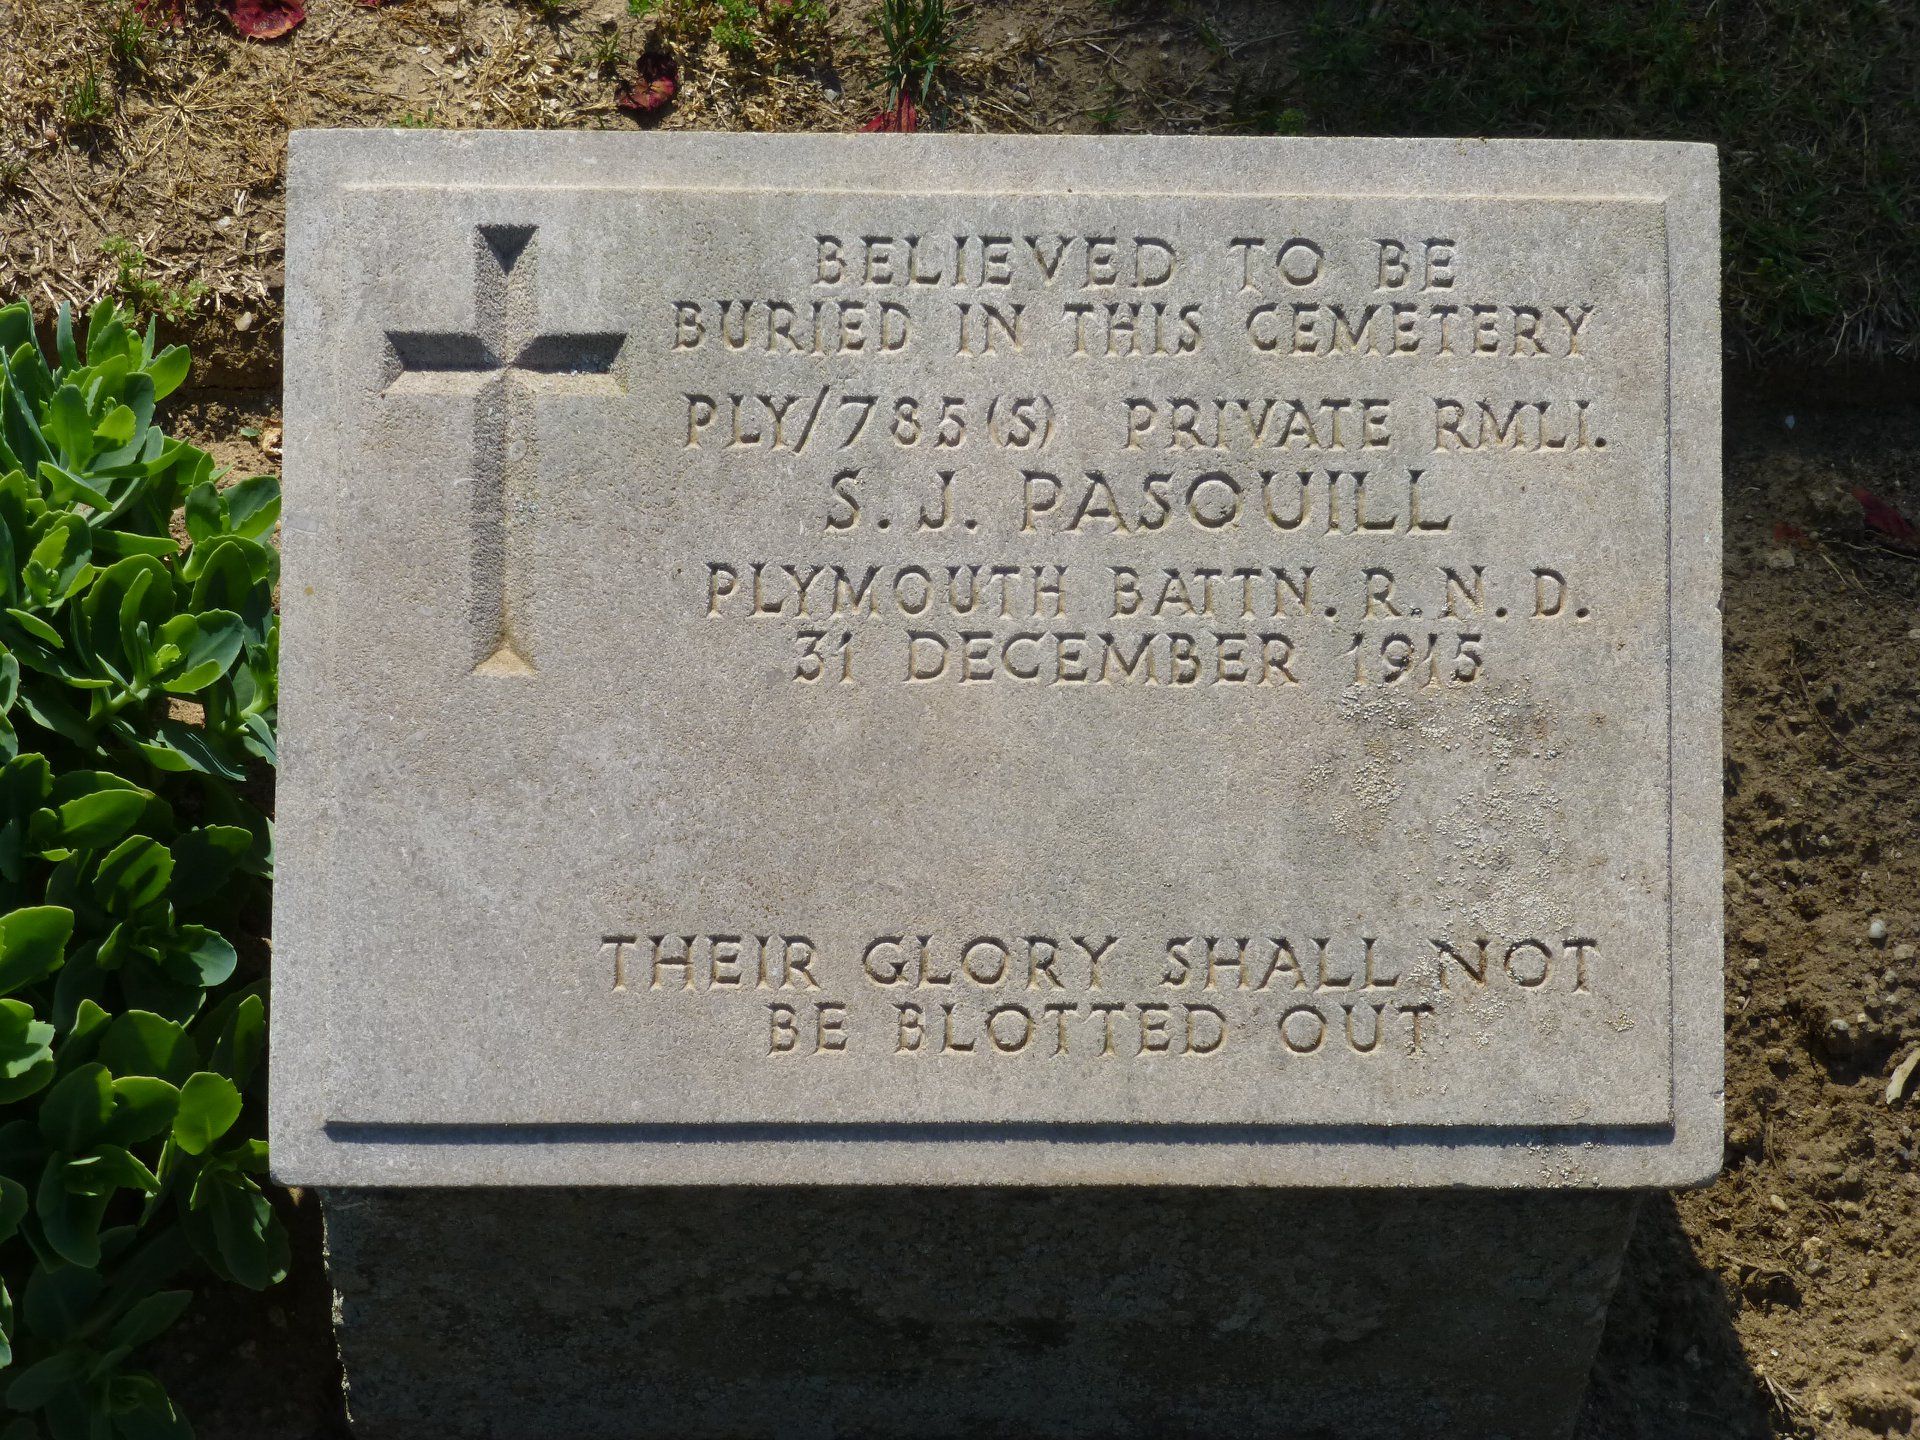 BELIEVED TO BE
BURIED IN THIS CEMETERY
PLY/785(S) PRIVATE RMLI.
S. J. PASQUILL
PLYMOUTH BATTN. R. N. D.
31 DECEMBER 1915
THEIR GLORY SHALL NOT
BE BLOTTED OUT